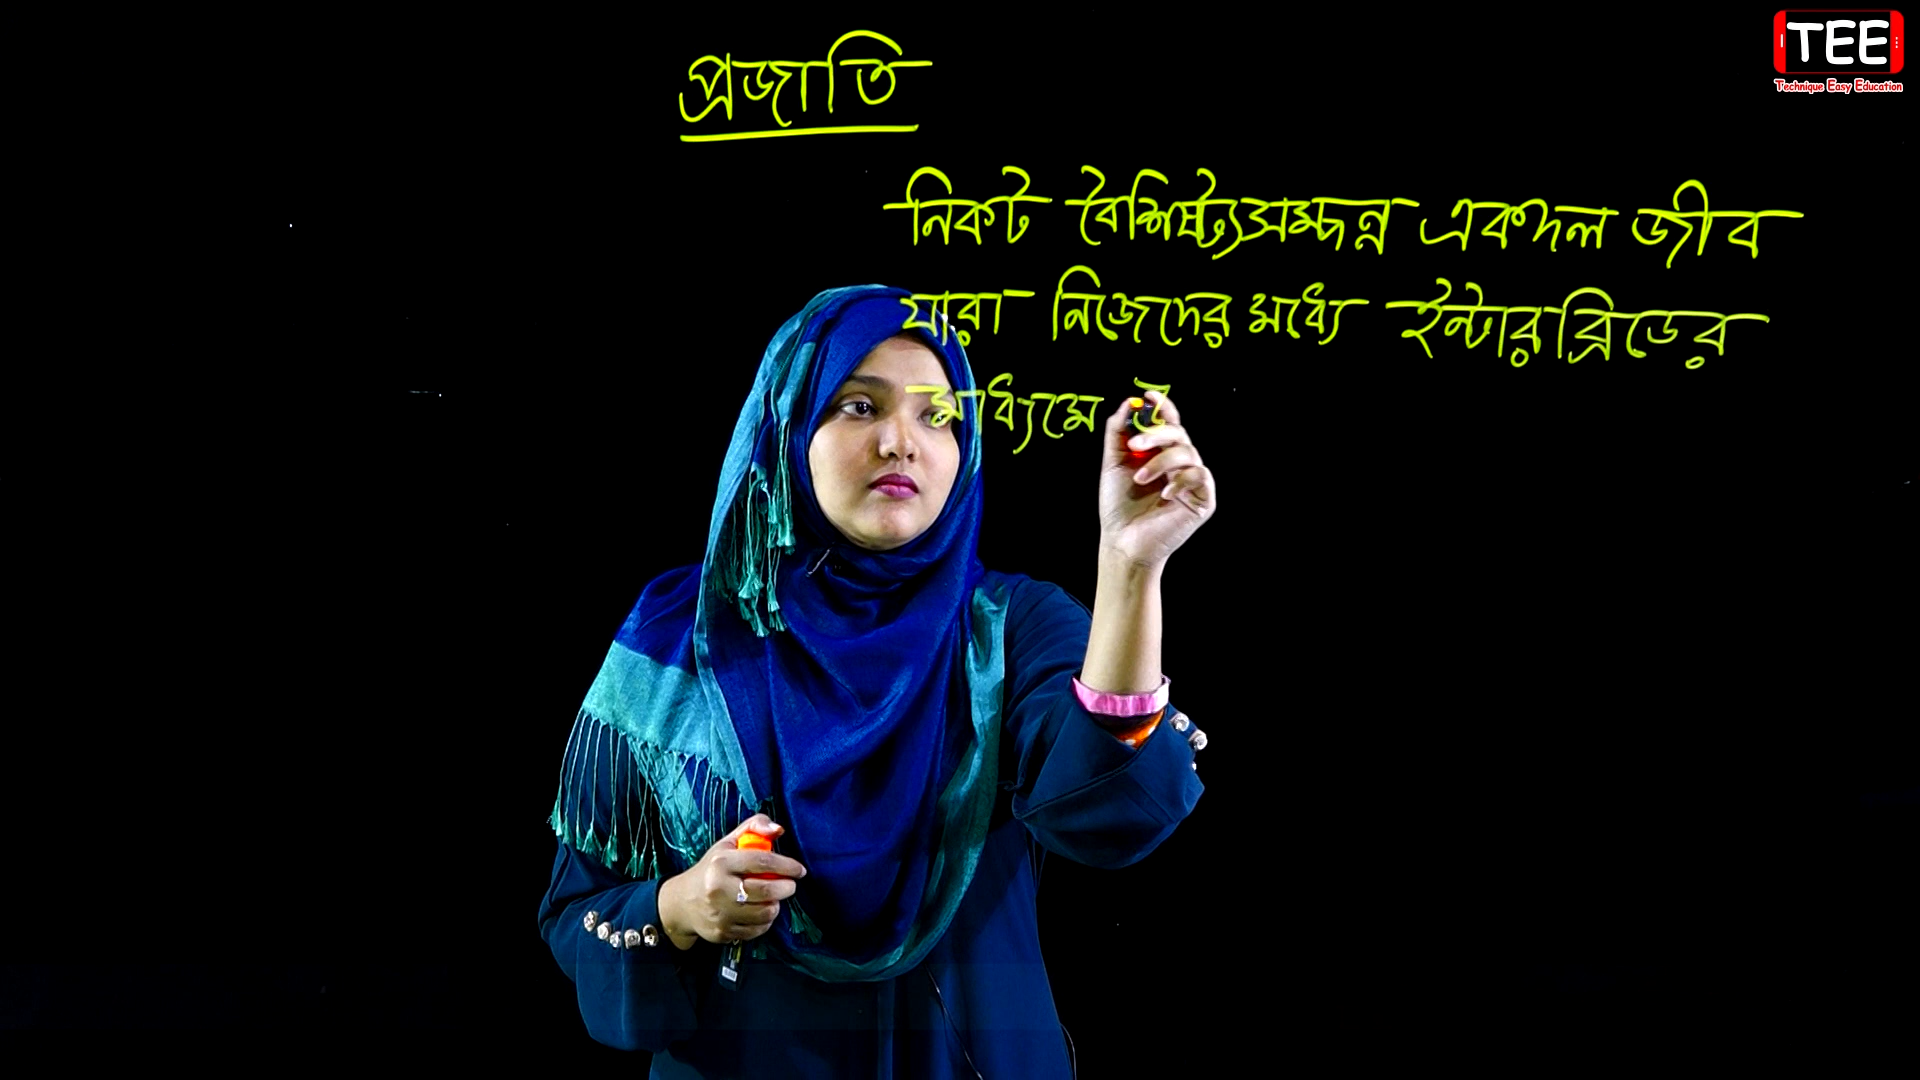 TEE
Technique Easy Education
প্রজাতি
নিকট বৈশিষ্ট্যসম্পন্ন একদল জীব
যারা নিজেদের মধ্যে ইন্টারব্রিডের
মাধ্যমে উ